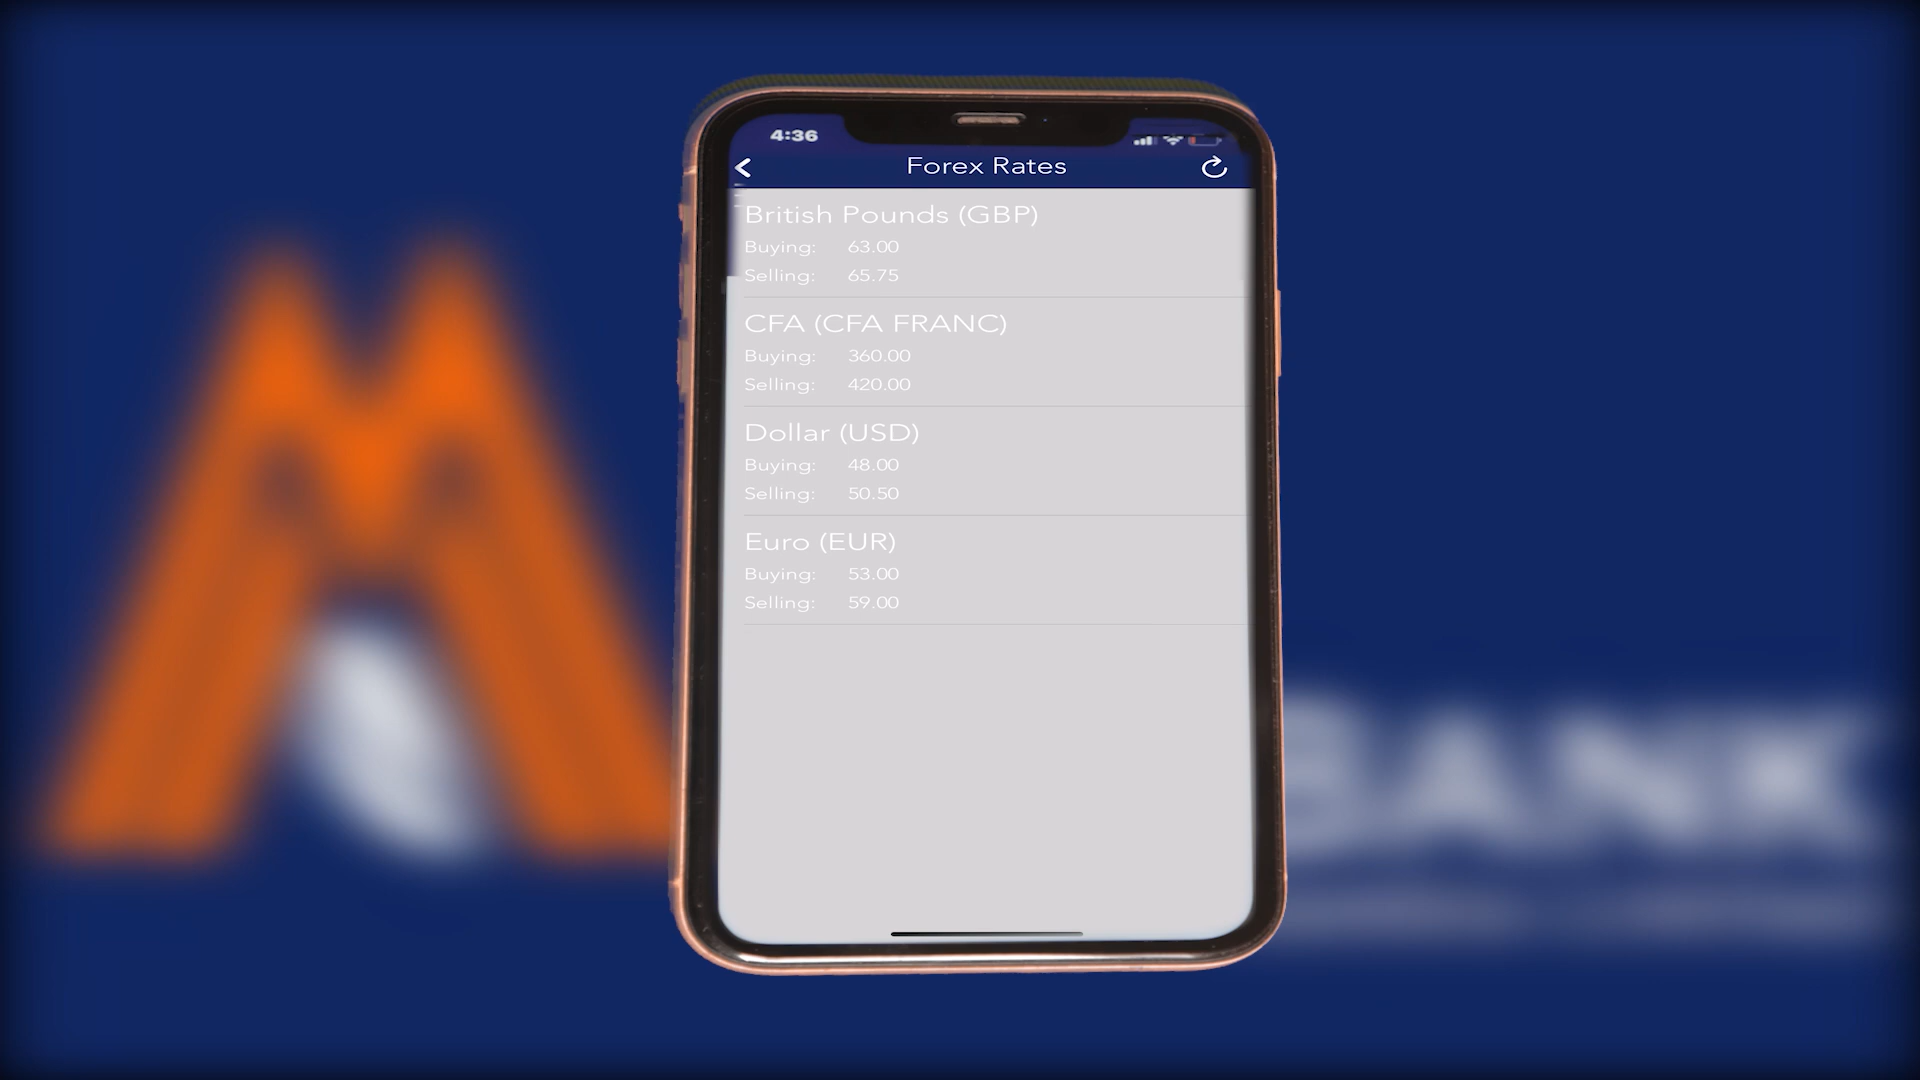 4:36
Forex Rates
British Pounds (GBP)
Buying: 63.00
Selling: 65.75
CFA (CFA FRANC)
Buying: 360.00
Selling: 420.00
Dollar (USD)
Buying: 48.00
Selling: 50.50
Euro (EUR)
Buying: 53.00
Selling: 59.00
BANK